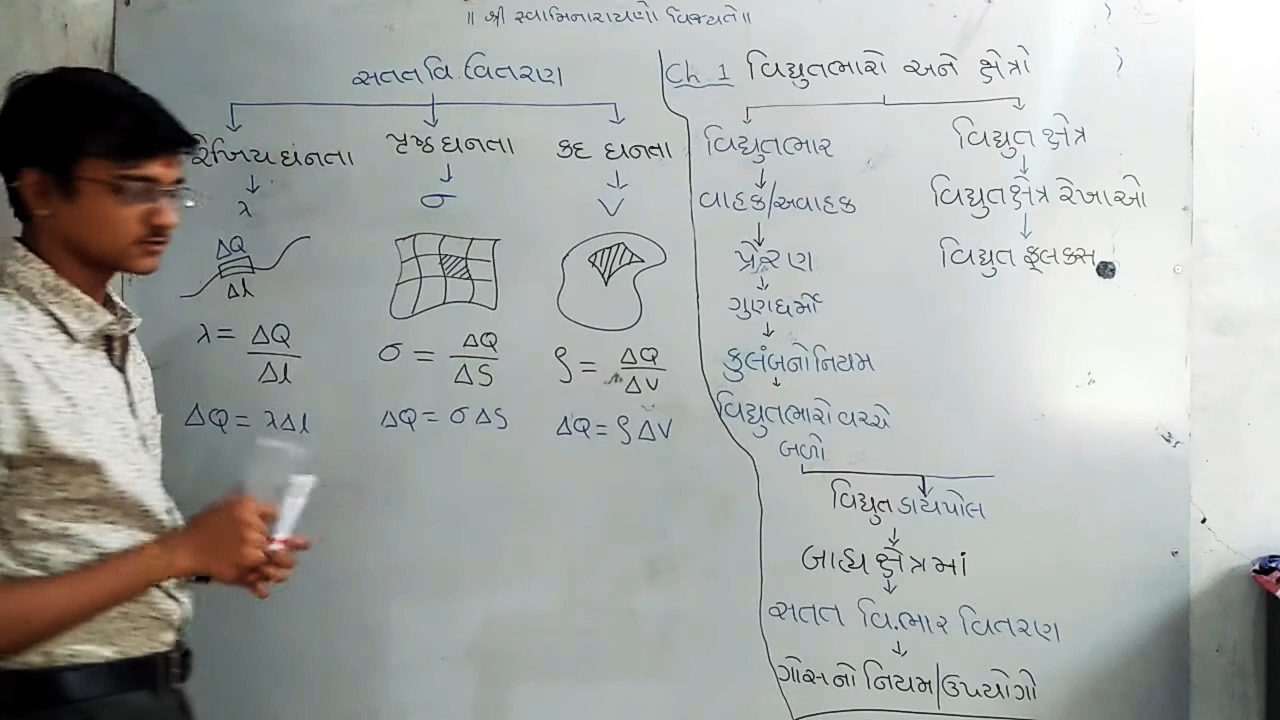 ॥ શ્રી સ્વામિનારાયણો વિજયતે ॥
સતત વિ. વિતરણ
રેખિય ઘનતા
પૃષ્ઠ ઘનતા
કદ ઘનતા
λ
σ
V
ΔQ
Δl
λ = ΔQ / Δl
σ = ΔQ / ΔS
ρ = ΔQ / ΔV
ΔQ = λΔl
ΔQ = σΔS
ΔQ = ρΔV
Ch 1 વિદ્યુતભારો અને ક્ષેત્રો
વિદ્યુતભાર
વાહક/અવાહક
પ્રેરણ
ગુણધર્મો
કુલંબનો નિયમ
વિદ્યુતભારો વચ્ચે
બળો
વિદ્યુત ડાયપોલ
બાહ્ય ક્ષેત્રમાં
સતત વિ.ભાર વિતરણ
ગોસ નો નિયમ/ઉપયોગો
વિદ્યુત ક્ષેત્ર
વિદ્યુતક્ષેત્ર રેખાઓ
વિદ્યુત ફ્લક્સ